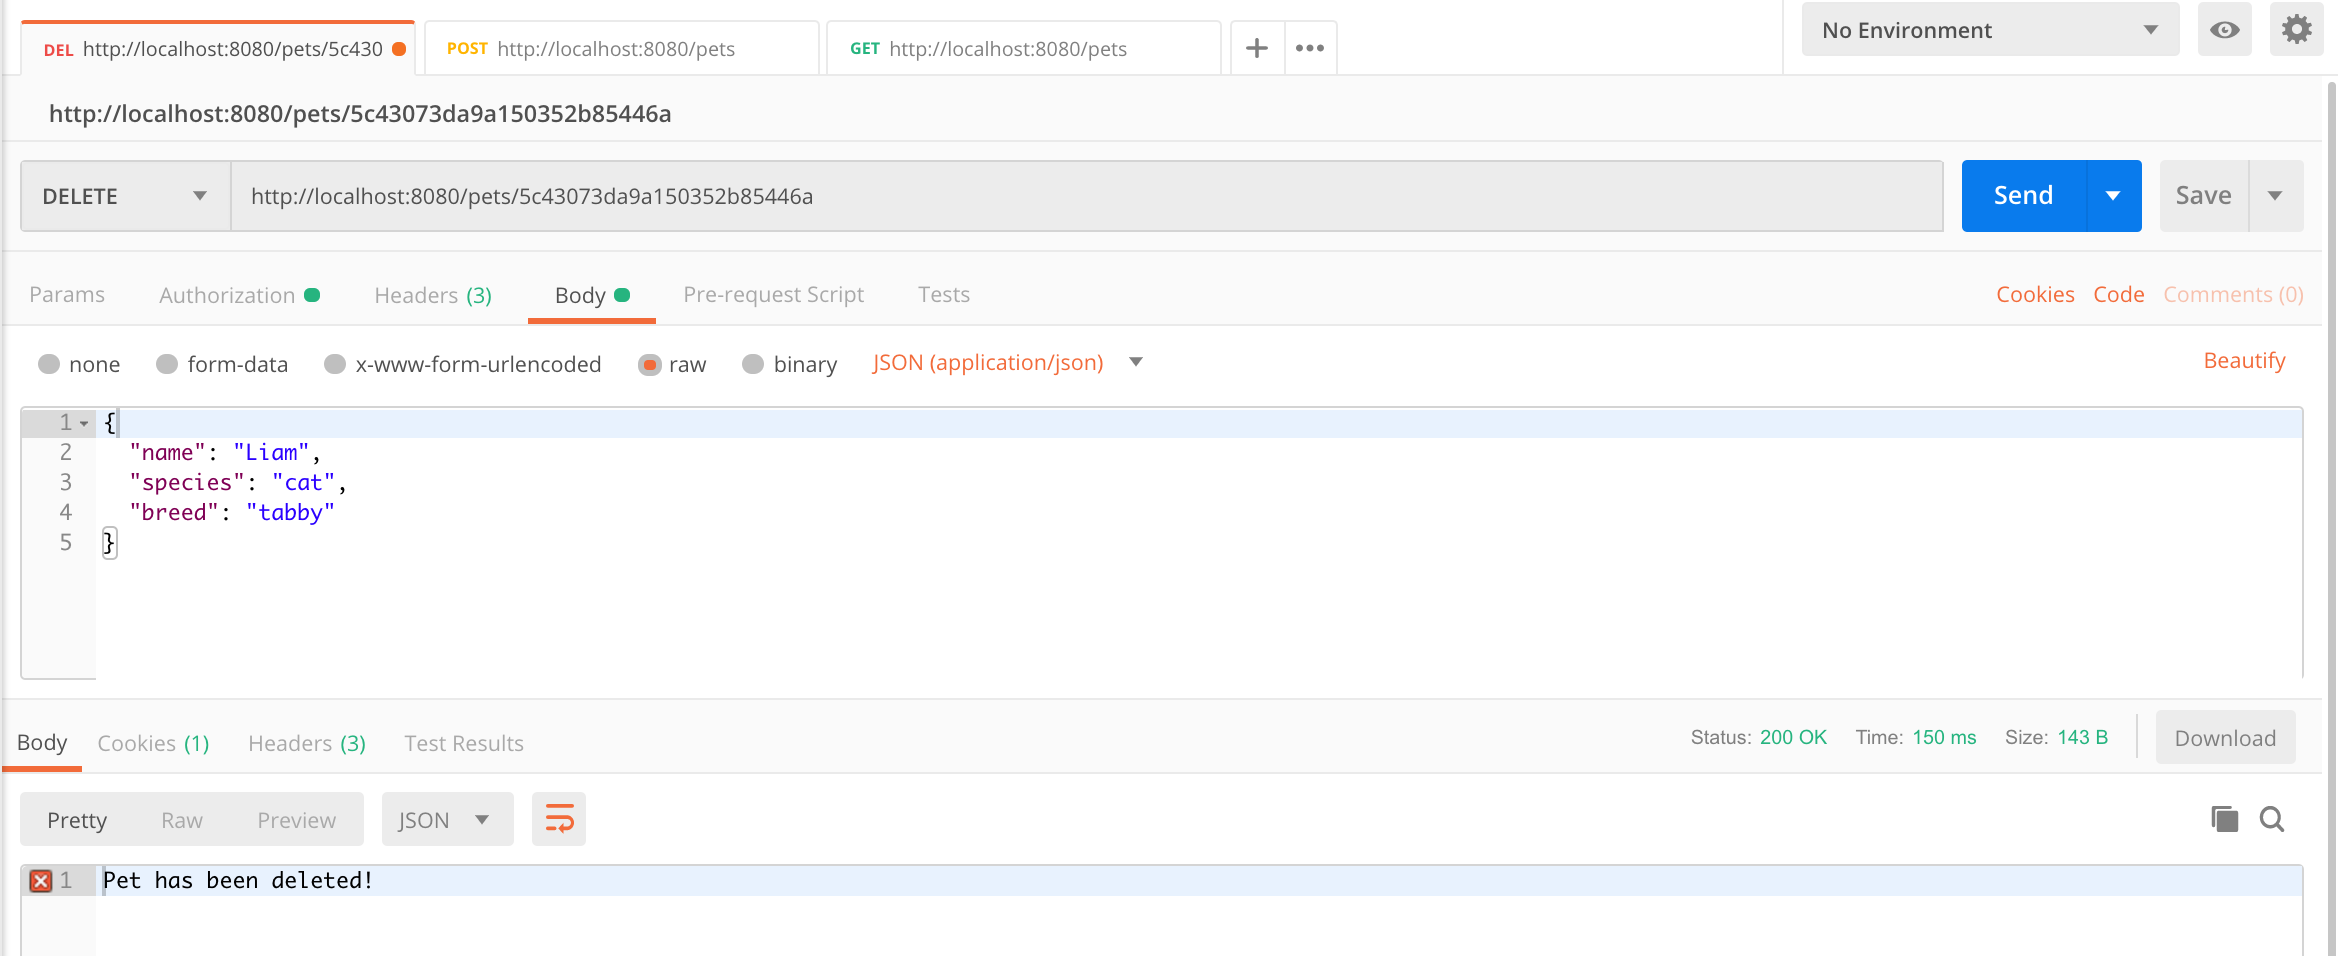 DEL http://localhost:8080/pets/5c430 POST http://localhost:8080/pets GET http://localhost:8080/pets No Environment
http://localhost:8080/pets/5c43073da9a150352b85446a
DELETE http://localhost:8080/pets/5c43073da9a150352b85446a Send Save
Params Authorization Headers (3) Body Pre-request Script Tests Cookies Code Comments (0)
none form-data x-www-form-urlencoded raw binary JSON (application/json) Beautify
1 {
2 "name": "Liam",
3 "species": "cat",
4 "breed": "tabby"
5 }
Body Cookies (1) Headers (3) Test Results Status: 200 OK Time: 150 ms Size: 143 B Download
Pretty Raw Preview JSON
1 Pet has been deleted!